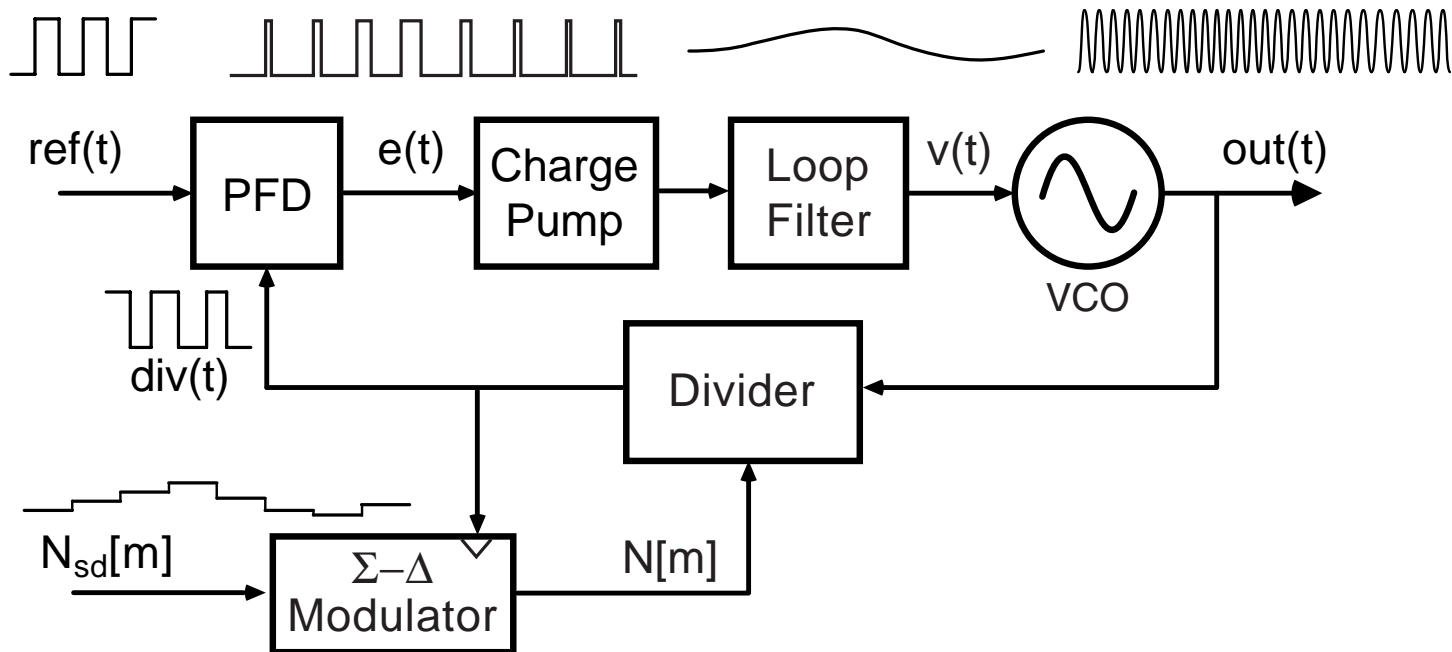 ref(t)
PFD
e(t)
Charge
Pump
Loop
Filter
v(t)
VCO
out(t)
div(t)
Divider
N_sd[m]
Σ−Δ
Modulator
N[m]